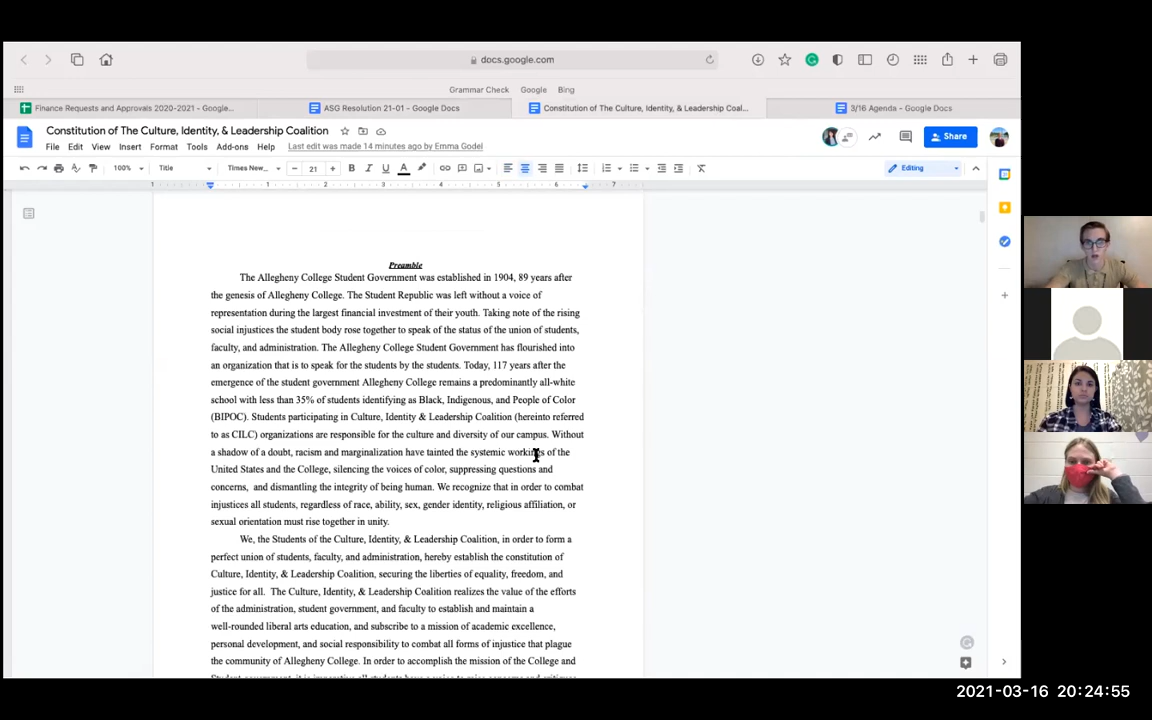 docs.google.com
Grammar Check Google Bing
Finance Requests and Approvals 2020-2021 - Google...
ASG Resolution 21-01 - Google Docs
Constitution of The Culture, Identity, & Leadership Coal...
3/16 Agenda - Google Docs
Constitution of The Culture, Identity, & Leadership Coalition
Share
File Edit View Insert Format Tools Add-ons Help Last edit was made 14 minutes ago by Emma Godel
100% Title Times New... 21 B I U A Editing
1 1 2 3 4 5 6 7
Preamble
The Allegheny College Student Government was established in 1904, 89 years after
the genesis of Allegheny College. The Student Republic was left without a voice of
representation during the largest financial investment of their youth. Taking note of the rising
social injustices the student body rose together to speak of the status of the union of students,
faculty, and administration. The Allegheny College Student Government has flourished into
an organization that is to speak for the students by the students. Today, 117 years after the
emergence of the student government Allegheny College remains a predominantly all-white
school with less than 35% of students identifying as Black, Indigenous, and People of Color
(BIPOC). Students participating in Culture, Identity & Leadership Coalition (hereinto referred
to as CILC) organizations are responsible for the culture and diversity of our campus. Without
a shadow of a doubt, racism and marginalization have tainted the systemic workings of the
United States and the College, silencing the voices of color, suppressing questions and
concerns, and dismantling the integrity of being human. We recognize that in order to combat
injustices all students, regardless of race, ability, sex, gender identity, religious affiliation, or
sexual orientation must rise together in unity.
We, the Students of the Culture, Identity, & Leadership Coalition, in order to form a
perfect union of students, faculty, and administration, hereby establish the constitution of
Culture, Identity, & Leadership Coalition, securing the liberties of equality, freedom, and
justice for all. The Culture, Identity, & Leadership Coalition realizes the value of the efforts
of the administration, student government, and faculty to establish and maintain a
well-rounded liberal arts education, and subscribe to a mission of academic excellence,
personal development, and social responsibility to combat all forms of injustice that plague
the community of Allegheny College. In order to accomplish the mission of the College and
2021-03-16 20:24:55